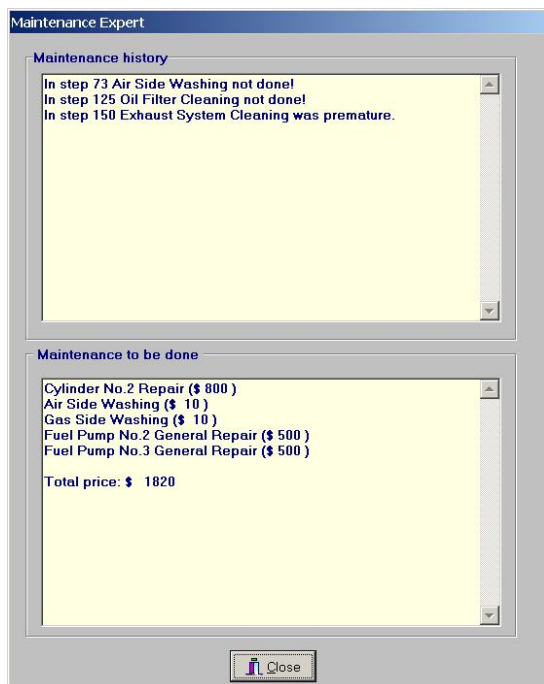 Maintenance Expert
Maintenance history
In step 73 Air Side Washing not done!
In step 125 Oil Filter Cleaning not done!
In step 150 Exhaust System Cleaning was premature.
Maintenance to be done
Cylinder No.2 Repair ($ 800 )
Air Side Washing ($  10 )
Gas Side Washing ($  10 )
Fuel Pump No.2 General Repair ($ 500 )
Fuel Pump No.3 General Repair ($ 500 )
Total price: $   1820
Close